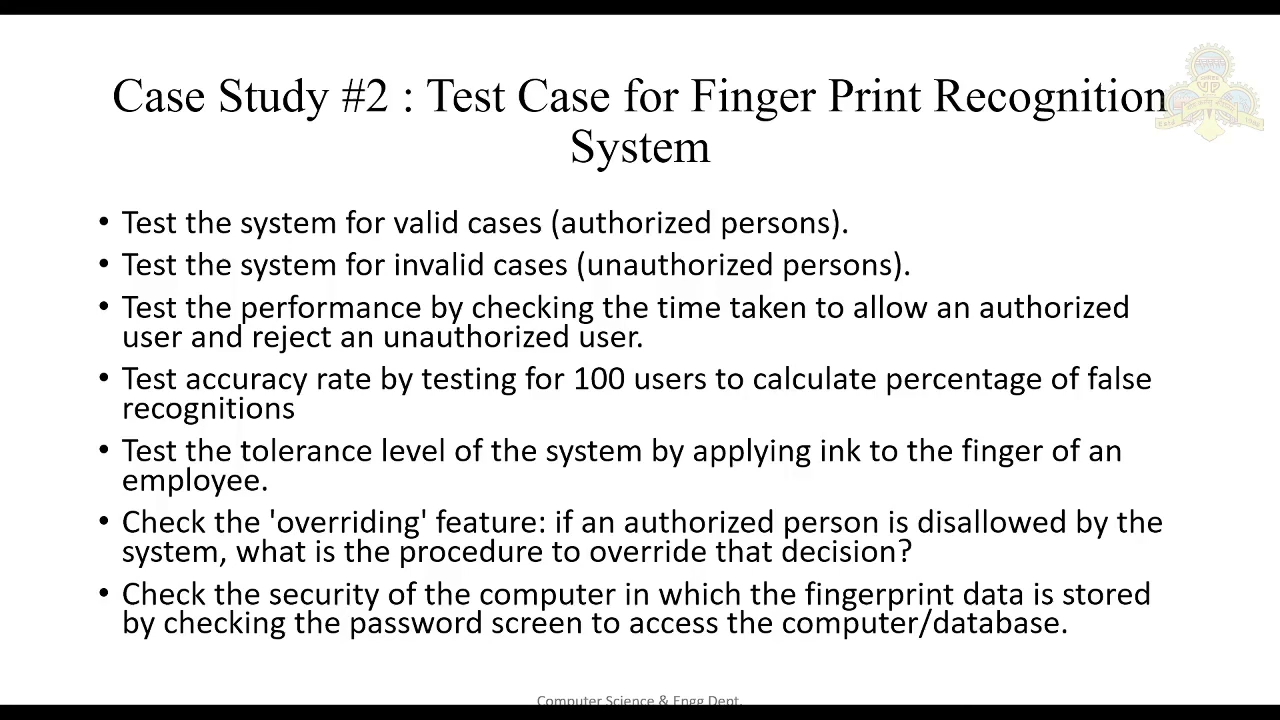 Case Study #2 : Test Case for Finger Print Recognition
System
• Test the system for valid cases (authorized persons).
• Test the system for invalid cases (unauthorized persons).
• Test the performance by checking the time taken to allow an authorized
user and reject an unauthorized user.
• Test accuracy rate by testing for 100 users to calculate percentage of false
recognitions
• Test the tolerance level of the system by applying ink to the finger of an
employee.
• Check the 'overriding' feature: if an authorized person is disallowed by the
system, what is the procedure to override that decision?
• Check the security of the computer in which the fingerprint data is stored
by checking the password screen to access the computer/database.
Computer Science & Engg Dept.